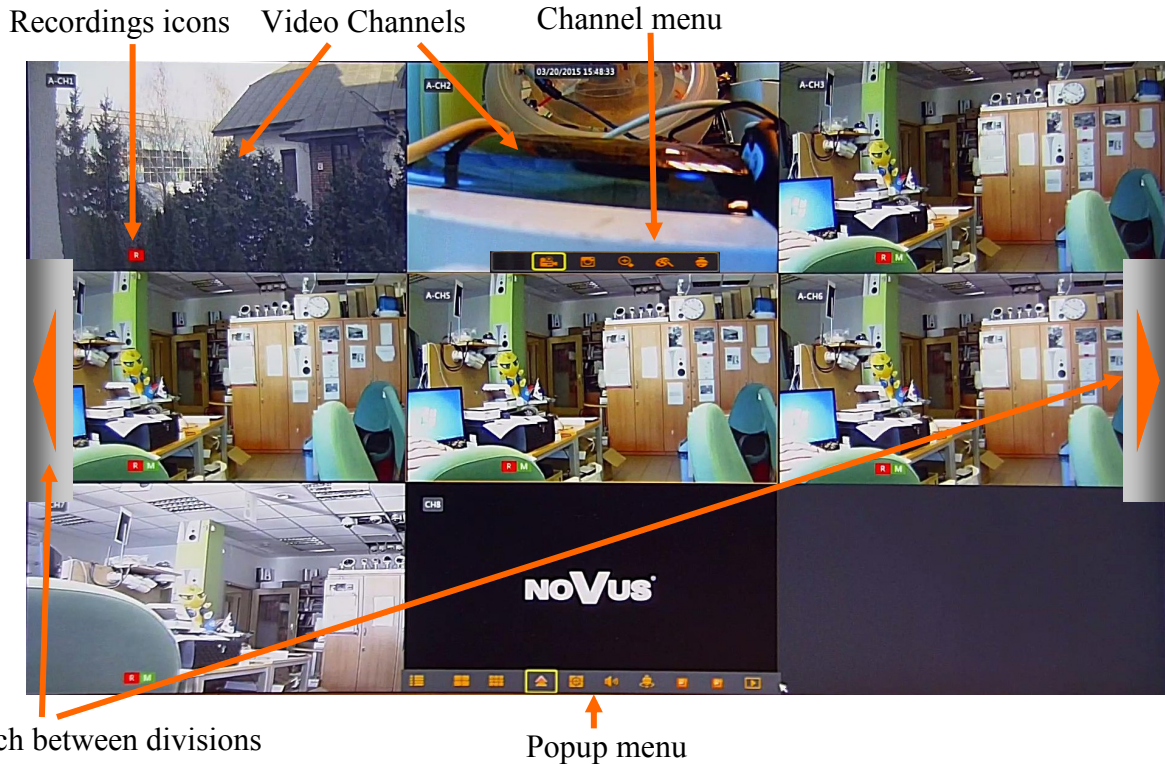 Recordings icons
Video Channels
Channel menu
03/20/2015 15:48:33
A-CH1
A-CH2
A-CH3
R
R M
A-CH5
A-CH6
R M
R M
R M
CH8
NOVUS
R M
ch between divisions
Popup menu